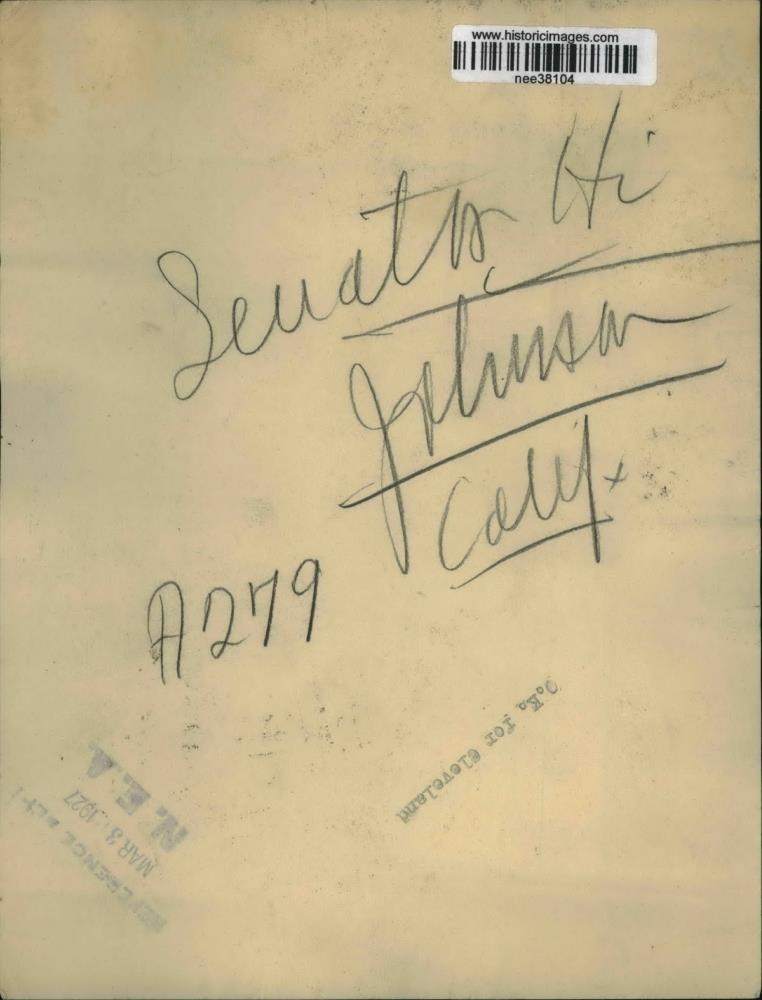 www.historicimages.com
nee38104
Senator Hi
Johnson
Calif.
A279
O.K. for Cleveland
N.E.A.
MAR 3 1927
REFERENCE